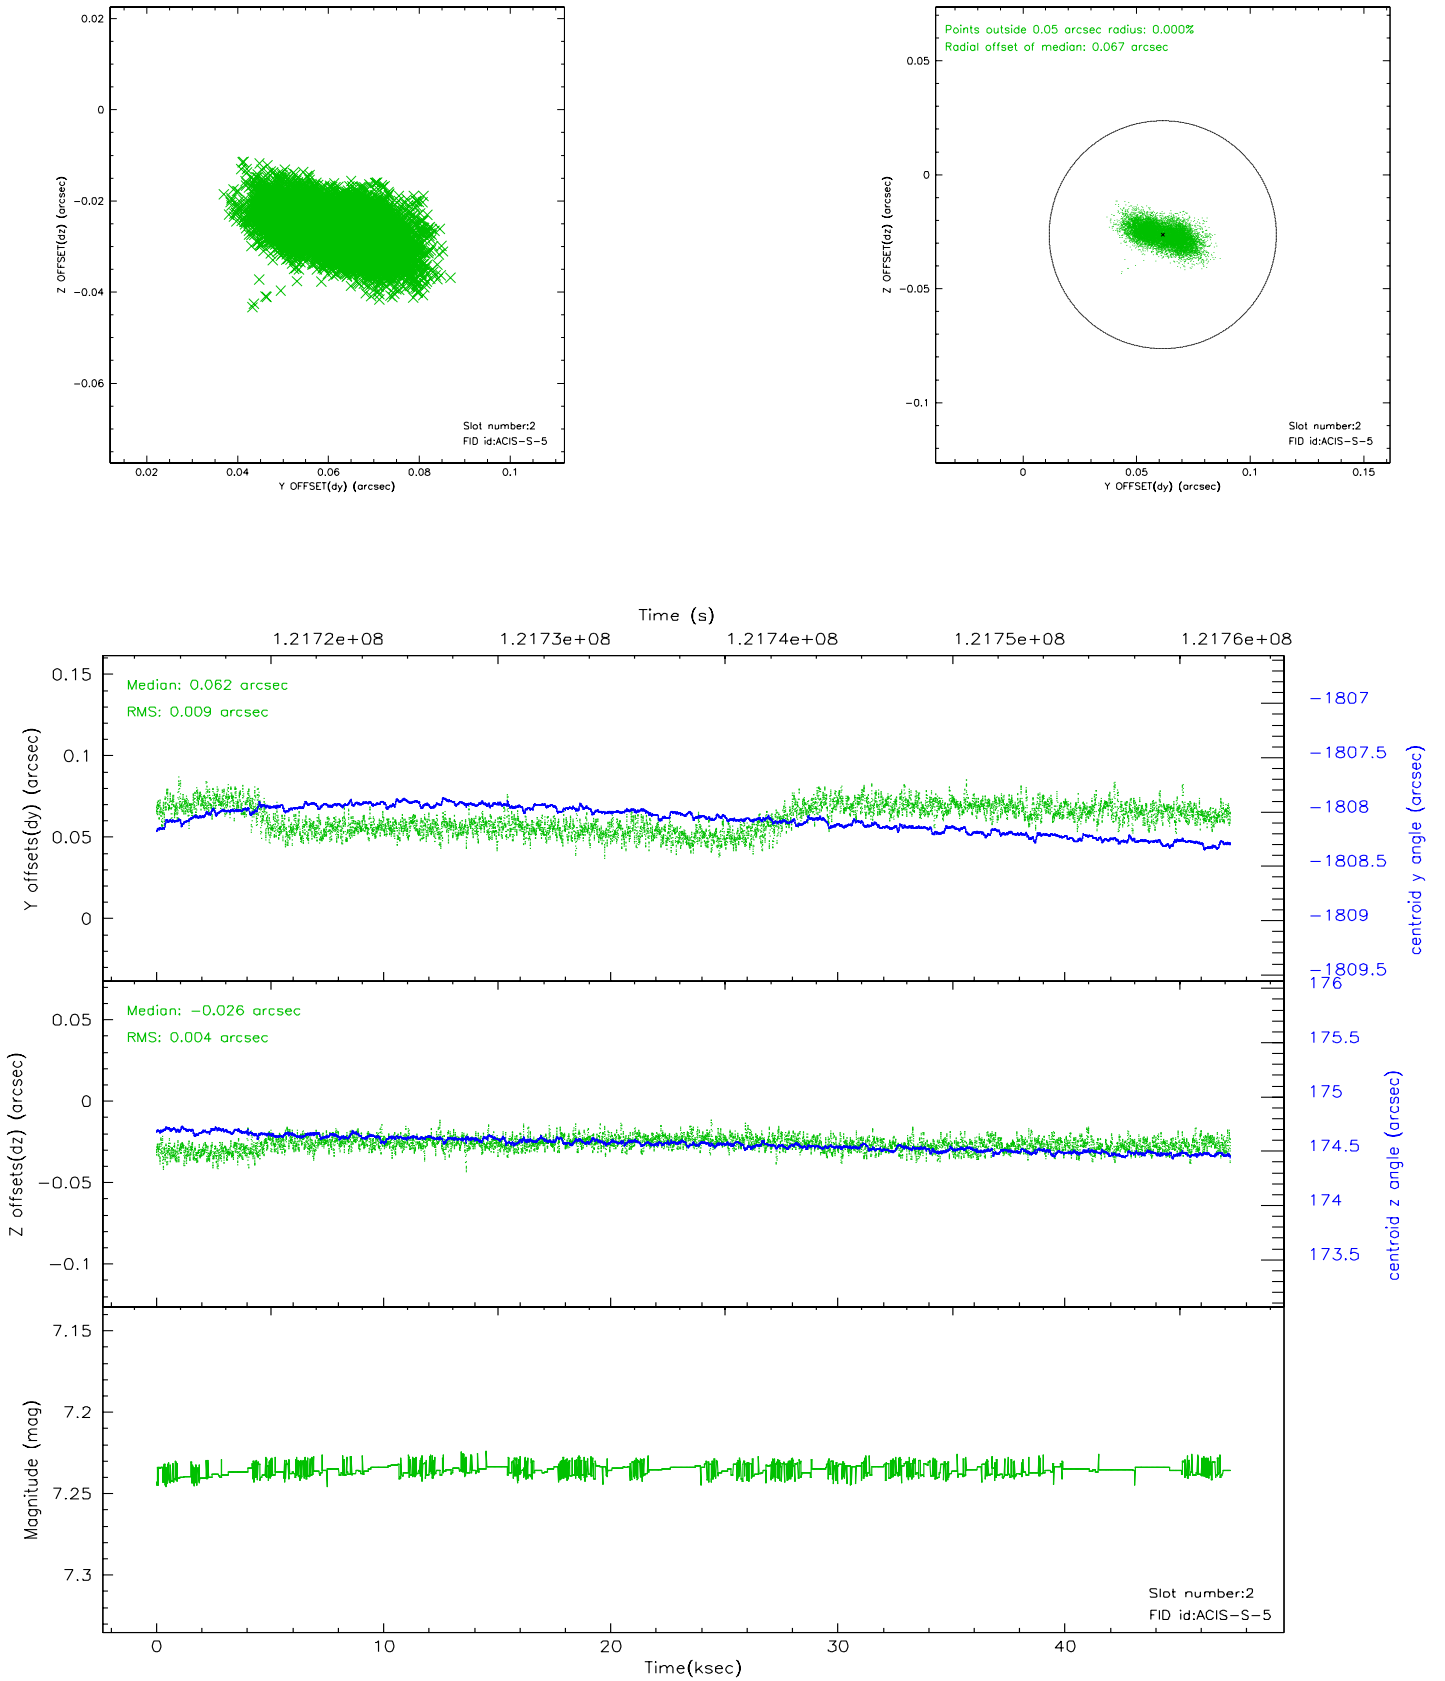 0.02
0
−0.02
−0.04
−0.06
Z OFFSET(dz) (arcsec)
Slot number:2
FID id:ACIS−S−5
0.02
0.04
0.06
0.08
0.1
Y OFFSET(dy) (arcsec)
Points outside 0.05 arcsec radius: 0.000%
Radial offset of median: 0.067 arcsec
0.05
0
−0.05
−0.1
Z OFFSET(dz) (arcsec)
Slot number:2
FID id:ACIS−S−5
0
0.05
0.1
0.15
Y OFFSET(dy) (arcsec)
Time (s)
1.2172e+08
1.2173e+08
1.2174e+08
1.2175e+08
1.2176e+08
Median: 0.062 arcsec
RMS: 0.009 arcsec
0.15
0.1
0.05
0
Y offsets(dy) (arcsec)
−1807
−1807.5
−1808
−1808.5
−1809
−1809.5
centroid y angle (arcsec)
Median: −0.026 arcsec
RMS: 0.004 arcsec
0.05
0
−0.05
−0.1
Z offsets(dz) (arcsec)
176
175.5
175
174.5
174
173.5
centroid z angle (arcsec)
7.15
7.2
7.25
7.3
Magnitude (mag)
Slot number:2
FID id:ACIS−S−5
0
10
20
30
40
Time(ksec)